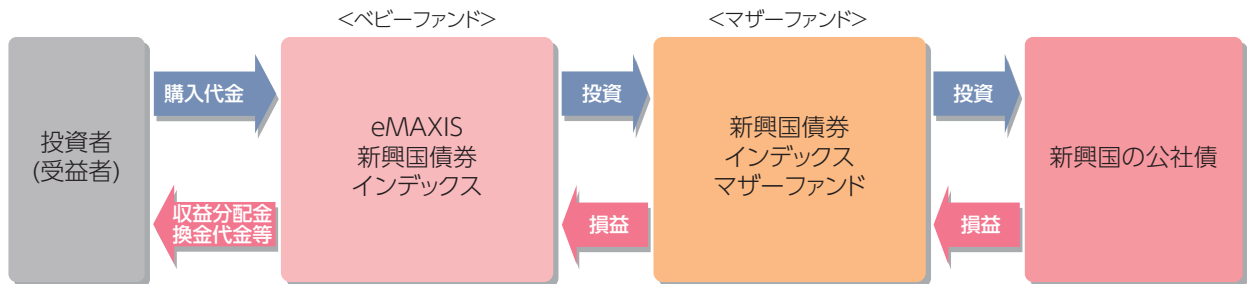 <ベビーファンド>
<マザーファンド>
投資者
(受益者)
購入代金
収益分配金
換金代金等
eMAXIS
新興国債券
インデックス
投資
損益
新興国債券
インデックス
マザーファンド
投資
損益
新興国の公社債